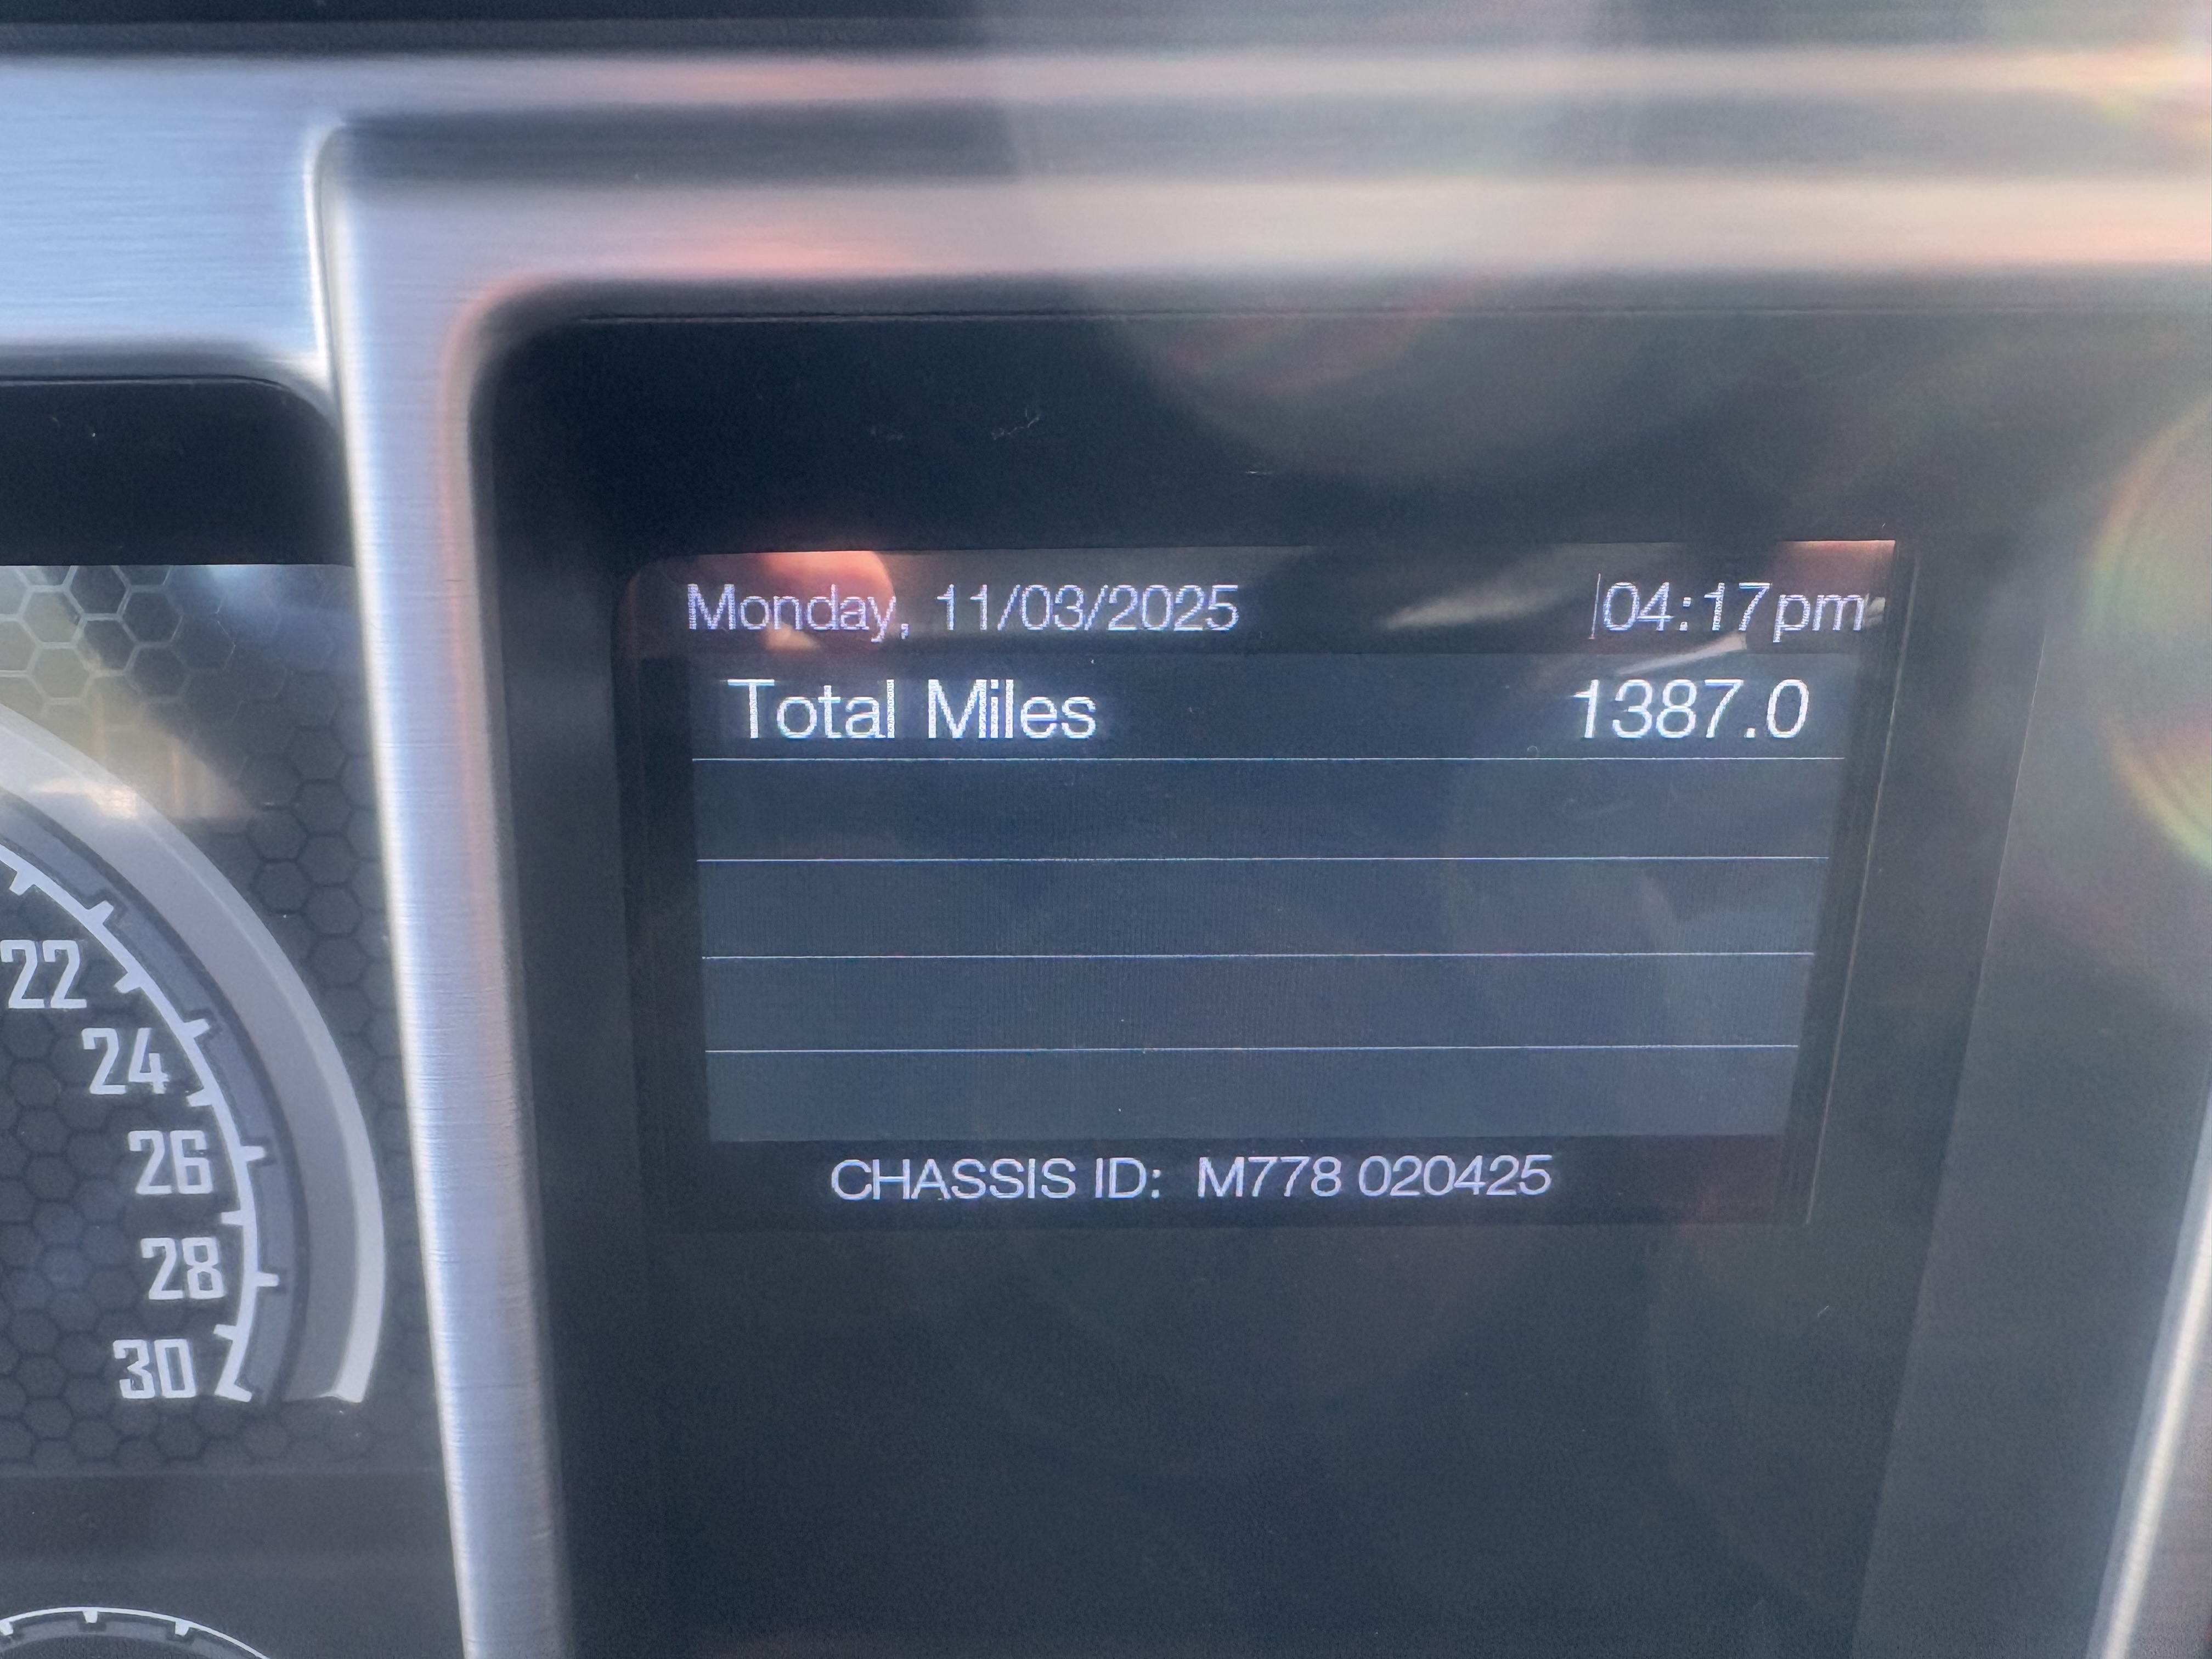 Monday, 11/03/2025 04:17pm
Total Miles 1387.0
CHASSIS ID: M778 020425
22
24
26
28
30